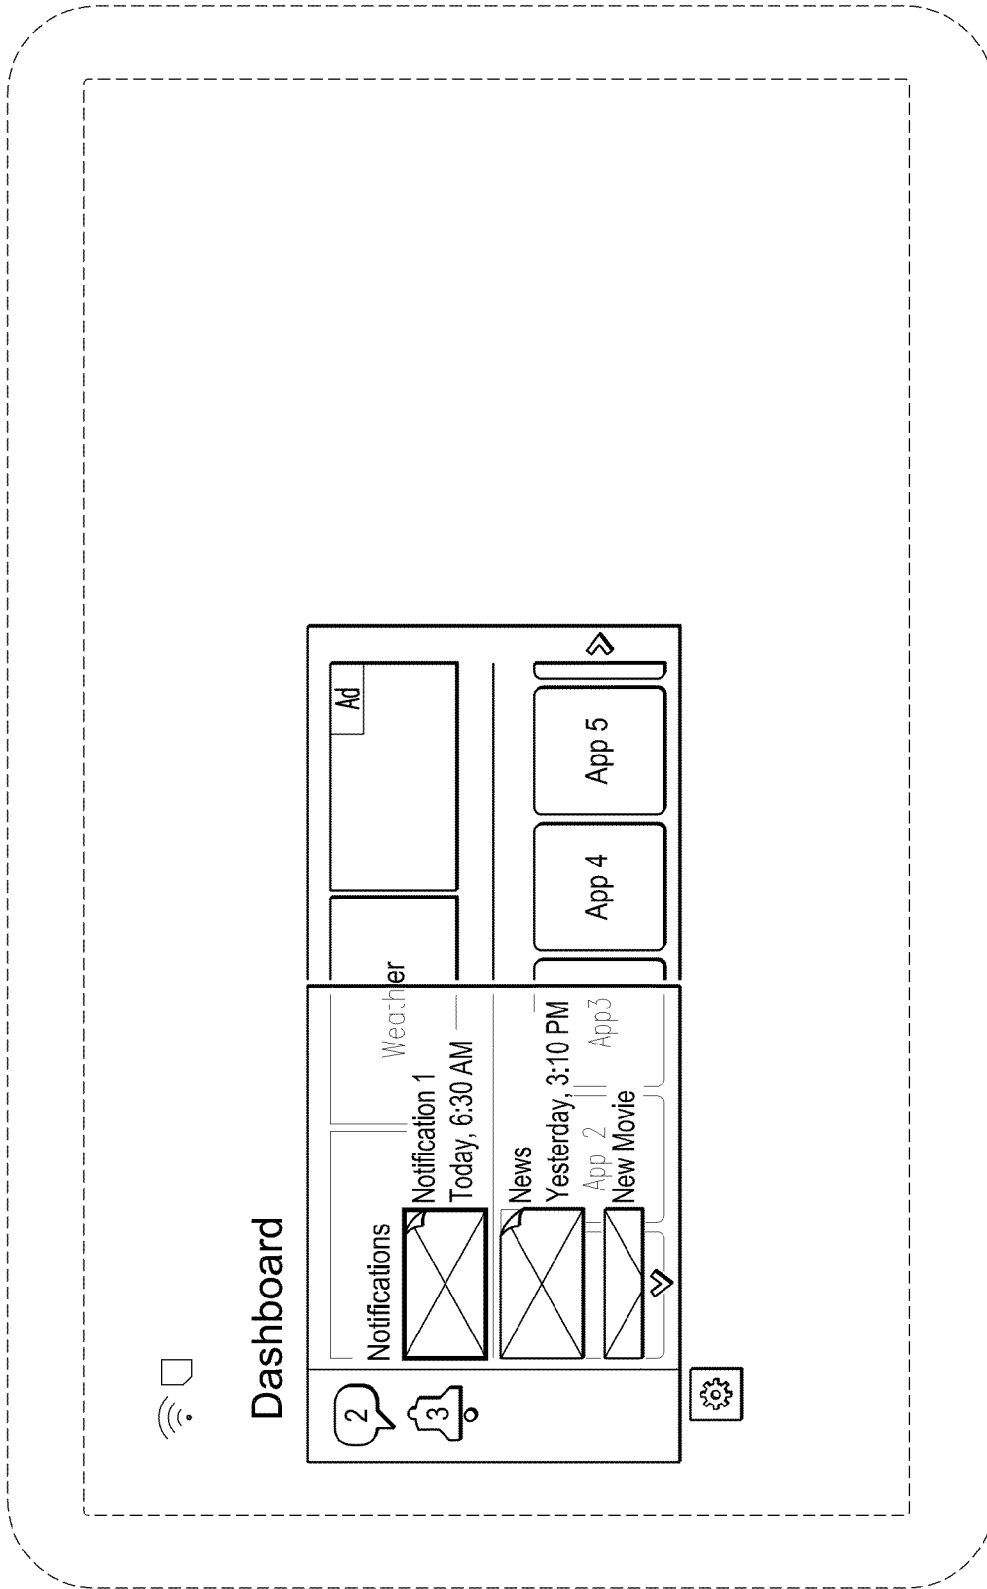 Dashboard
2
3
Notifications
Notification 1
Today, 6:30 AM
News
Yesterday, 3:10 PM
New Movie
Weather
Ad
App 2
App3
App 4
App 5